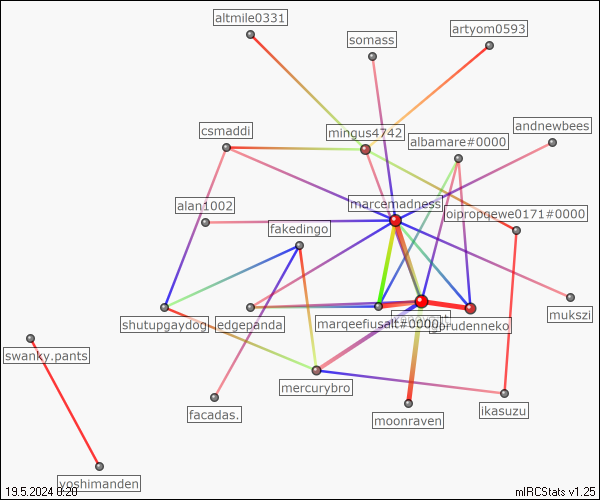 altmile0331
artyom0593
somass
andnewbees
csmaddi
mingus4742
albamare#0000
alan1002
marcemadness
oipropqewe0171#0000
fakedingo
mukszi
shutupgaydog
edgepanda
marqeefiusalt#0000
prudenneko
swanky.pants
mercurybro
facadas.
moonraven
ikasuzu
yoshimanden
19.5.2024 0:20
mIRCStats v1.25